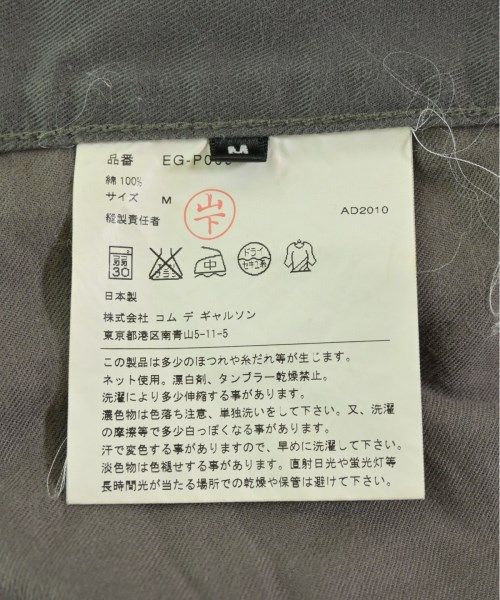 M
品番 EG-P00
綿 100%
サイズ M
縫製責任者
山下
AD2010
弱 30
ドライ
セキユ系
日本製
株式会社 コム デ ギャルソン
東京都港区南青山5-11-5
この製品は多少のほつれや糸だれ等が生じます。
ネット使用。漂白剤、タンブラー乾燥禁止。
洗濯により多少伸縮する事があります。
濃色物は色落ち注意、単独洗いをして下さい。又、洗濯
の摩擦等で多少白っぽくなる事があります。
汗で変色する事がありますので、早めに洗濯して下さい。
淡色物は色褪せする事があります。直射日光や蛍光灯等
長時間光が当たる場所での乾燥や保管は避けて下さい。